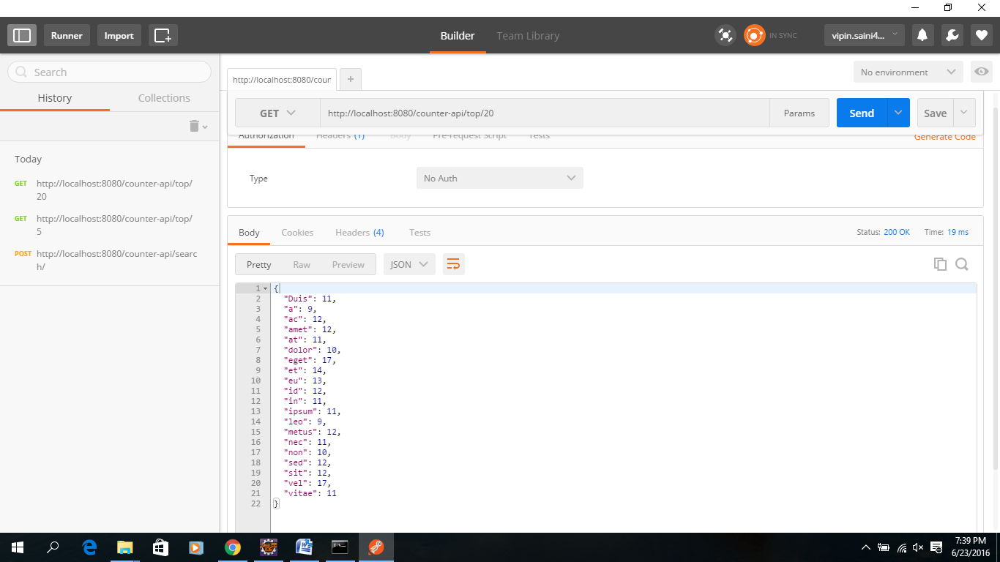 Runner Import Builder Team Library IN SYNC vipin.saini4...
Search
History Collections
Today
GET http://localhost:8080/counter-api/top/
20
GET http://localhost:8080/counter-api/top/
5
POST http://localhost:8080/counter-api/searc
h/
http://localhost:8080/cour + No environment
GET http://localhost:8080/counter-api/top/20 Params Send Save
Authorization Headers (1) Body Pre-request Script Tests Generate Code
Type No Auth
Body Cookies Headers (4) Tests Status: 200 OK Time: 19 ms
Pretty Raw Preview JSON
1 {
2 "Duis": 11,
3 "a": 9,
4 "ac": 12,
5 "amet": 12,
6 "at": 11,
7 "dolor": 10,
8 "eget": 17,
9 "et": 14,
10 "eu": 13,
11 "id": 12,
12 "in": 11,
13 "ipsum": 11,
14 "leo": 9,
15 "metus": 12,
16 "nec": 11,
17 "non": 10,
18 "sed": 12,
19 "sit": 12,
20 "vel": 17,
21 "vitae": 11
22 }
7:39 PM
6/23/2016